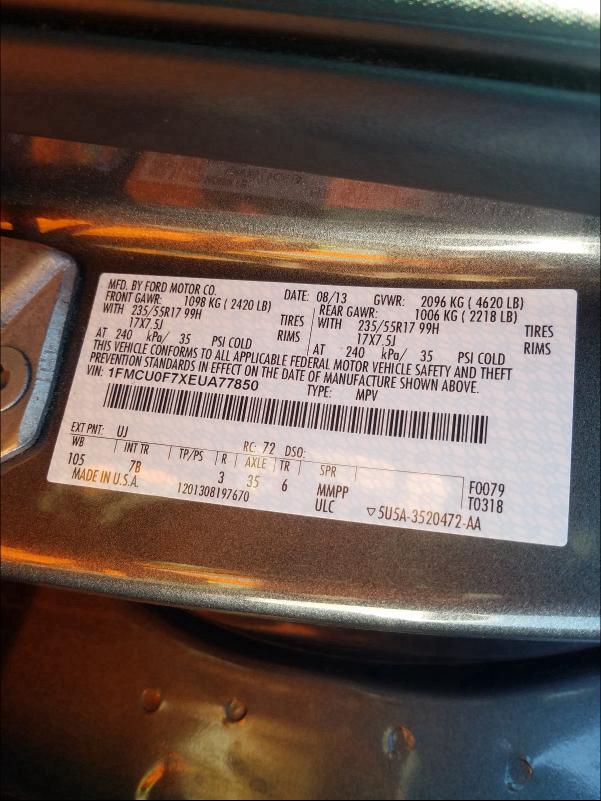 MFD. BY FORD MOTOR CO. DATE: 08/13 GVWR: 2096 KG ( 4620 LB)
FRONT GAWR: 1098 KG ( 2420 LB) REAR GAWR: 1006 KG ( 2218 LB)
WITH 235/55R17 99H TIRES WITH 235/55R17 99H TIRES
17X7.5J RIMS 17X7.5J RIMS
AT 240 kPa/ 35 PSI COLD AT 240 kPa/ 35 PSI COLD
THIS VEHICLE CONFORMS TO ALL APPLICABLE FEDERAL MOTOR VEHICLE SAFETY AND THEFT
PREVENTION STANDARDS IN EFFECT ON THE DATE OF MANUFACTURE SHOWN ABOVE.
VIN: 1FMCU0F7XEUA77850 TYPE: MPV
EXT PNT: UJ RC: 72 DSO:
WB INT TR TP/PS R AXLE TR SPR
105 7B 3 35 6 MMPP F0079
MADE IN U.S.A. 1201308197670 ULC T0318
▽5U5A-3520472-AA